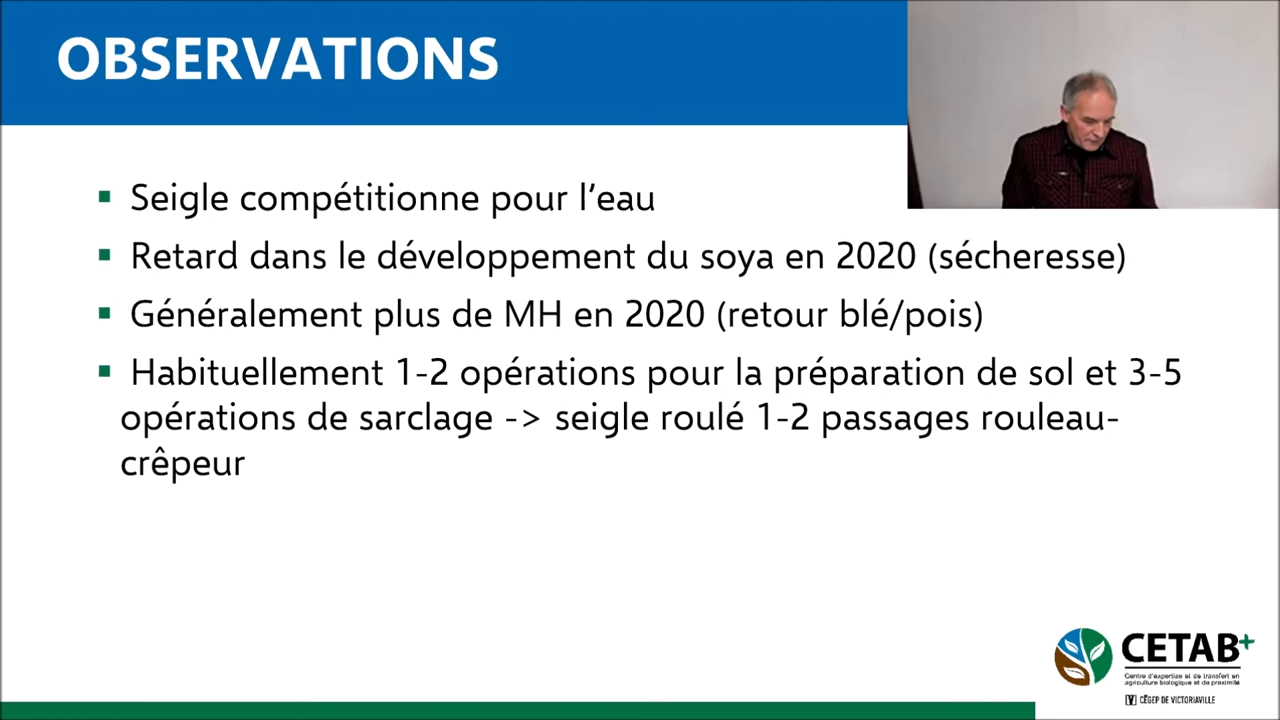 OBSERVATIONS
▪ Seigle compétitionne pour l’eau
▪ Retard dans le développement du soya en 2020 (sécheresse)
▪ Généralement plus de MH en 2020 (retour blé/pois)
▪ Habituellement 1-2 opérations pour la préparation de sol et 3-5
opérations de sarclage -> seigle roulé 1-2 passages rouleau-
crêpeur
CETAB+
Centre d'expertise et de transfert en
agriculture biologique et de proximité
CÉGEP DE VICTORIAVILLE